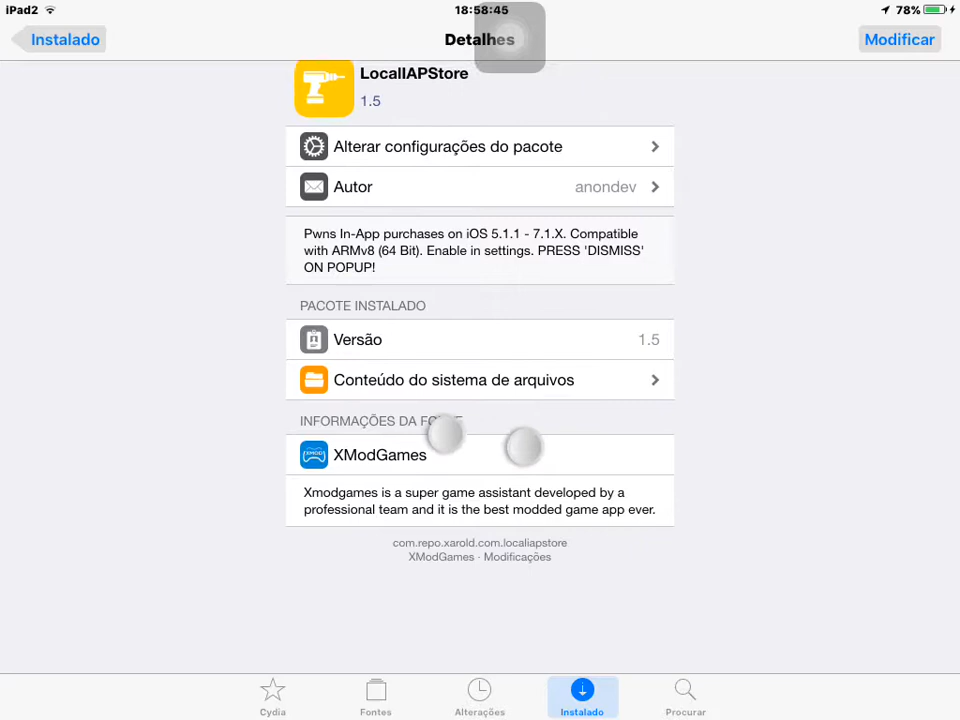 iPad2 18:58:45 78%
Instalado Detalhes Modificar
LocalIAPStore
1.5
Alterar configurações do pacote
Autor anondev
Pwns In-App purchases on iOS 5.1.1 - 7.1.X. Compatible
with ARMv8 (64 Bit). Enable in settings. PRESS 'DISMISS'
ON POPUP!
PACOTE INSTALADO
Versão 1.5
Conteúdo do sistema de arquivos
INFORMAÇÕES DA FONTE
XModGames
Xmodgames is a super game assistant developed by a
professional team and it is the best modded game app ever.
com.repo.xarold.com.localiapstore
XModGames · Modificações
Cydia Fontes Alterações Instalado Procurar